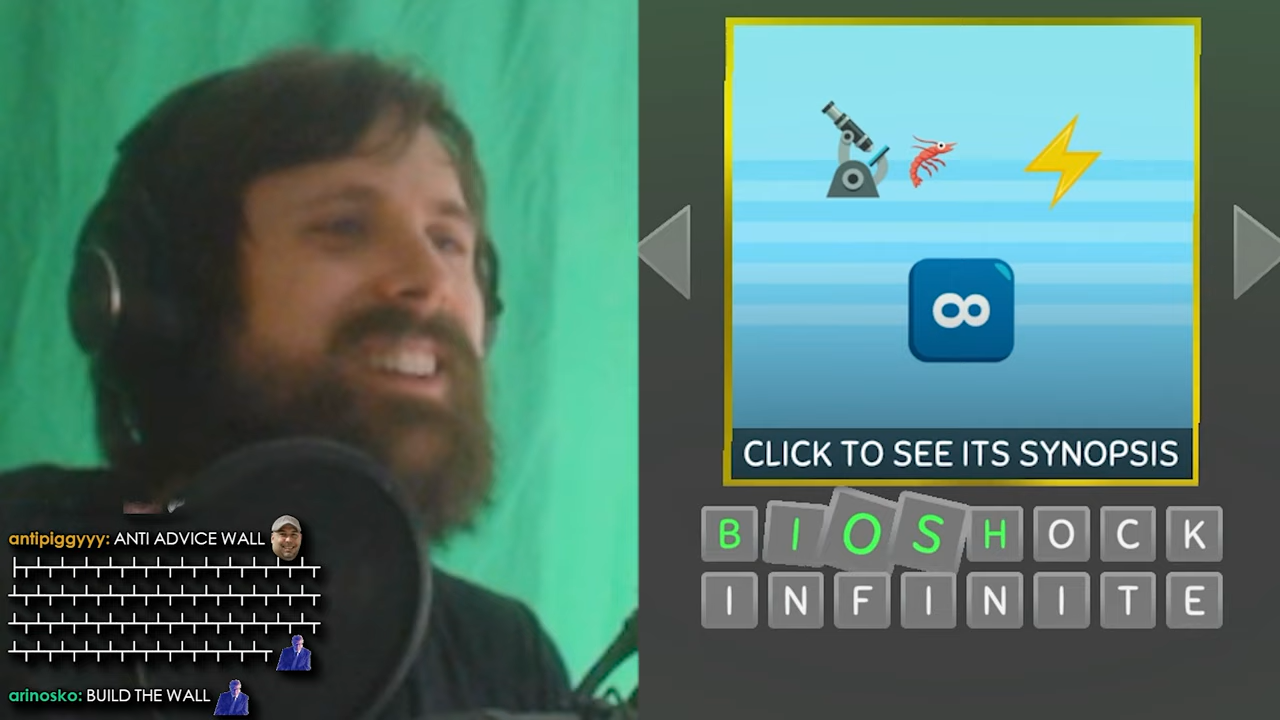 CLICK TO SEE ITS SYNOPSIS
BIOSHOCK
INFINITE
antipiggyyy: ANTI ADVICE WALL
arinosko: BUILD THE WALL